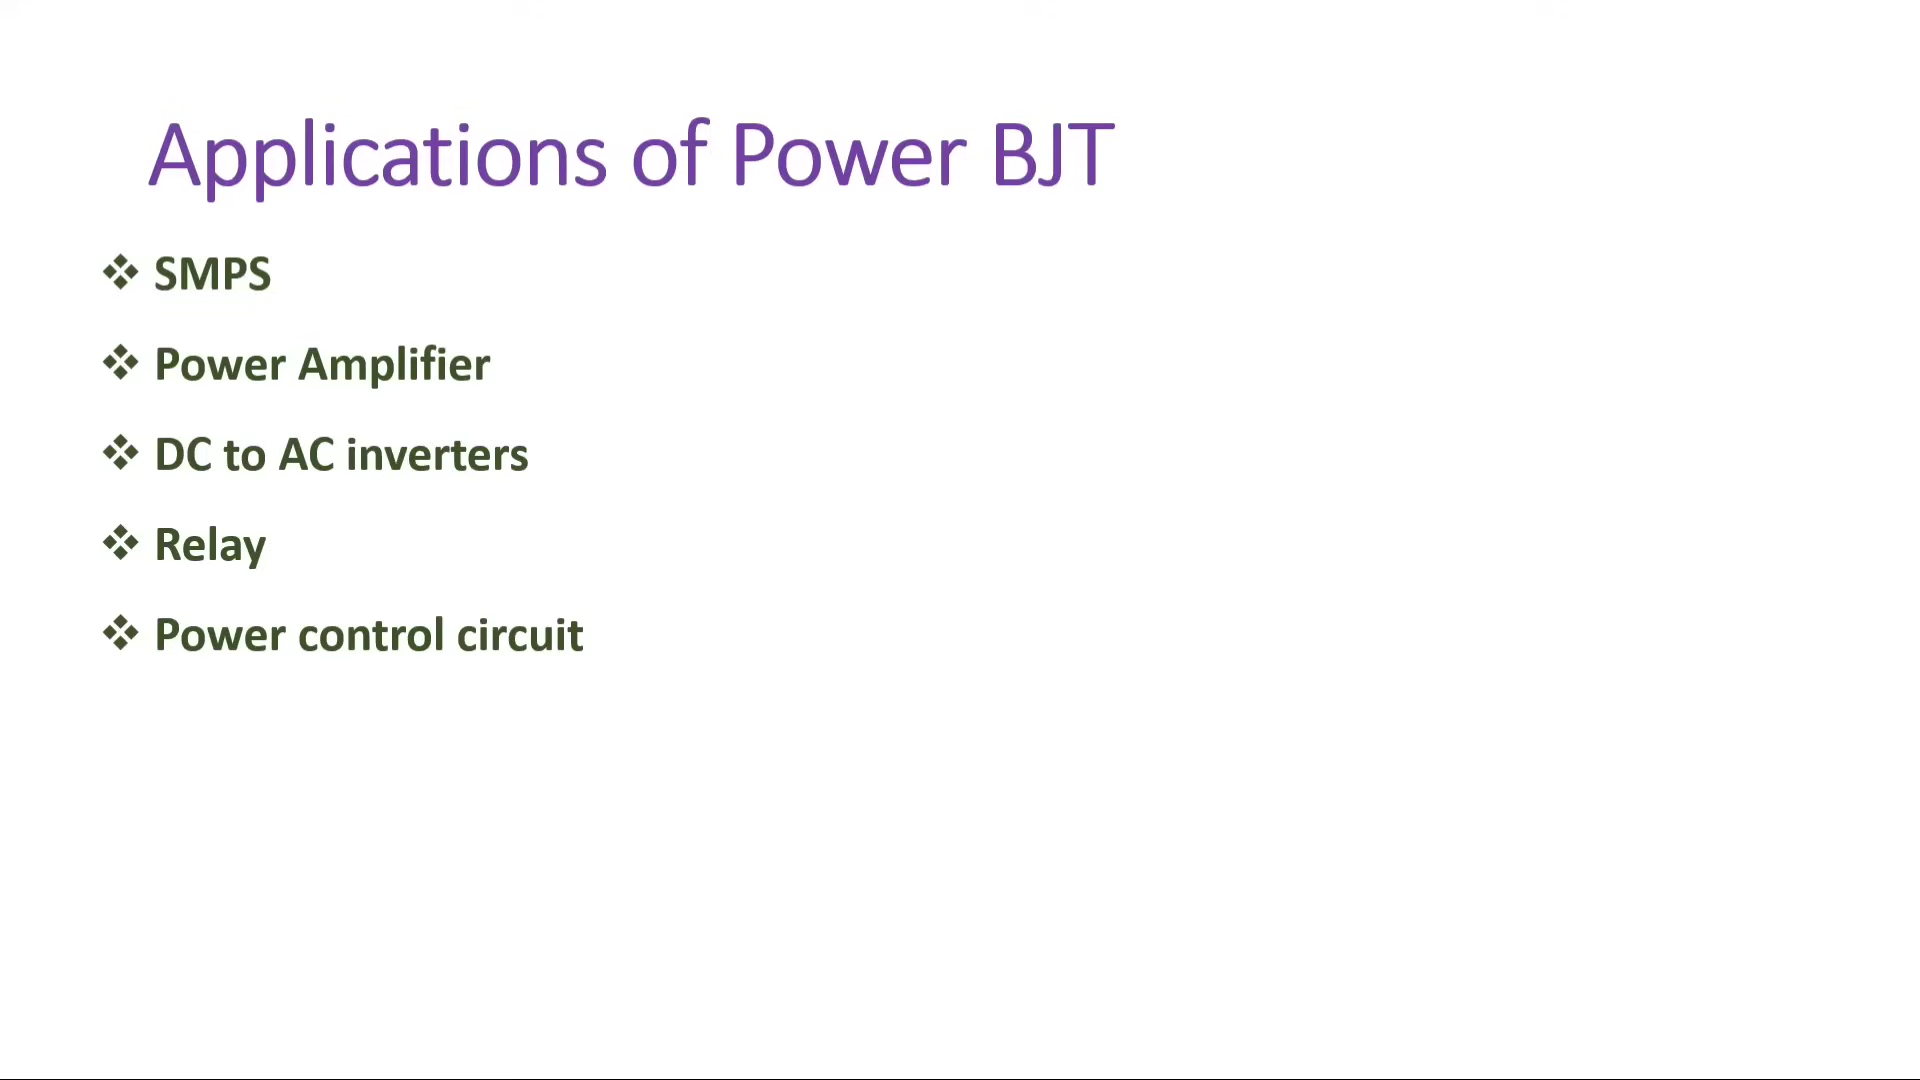 Applications of Power BJT
❖ SMPS
❖ Power Amplifier
❖ DC to AC inverters
❖ Relay
❖ Power control circuit